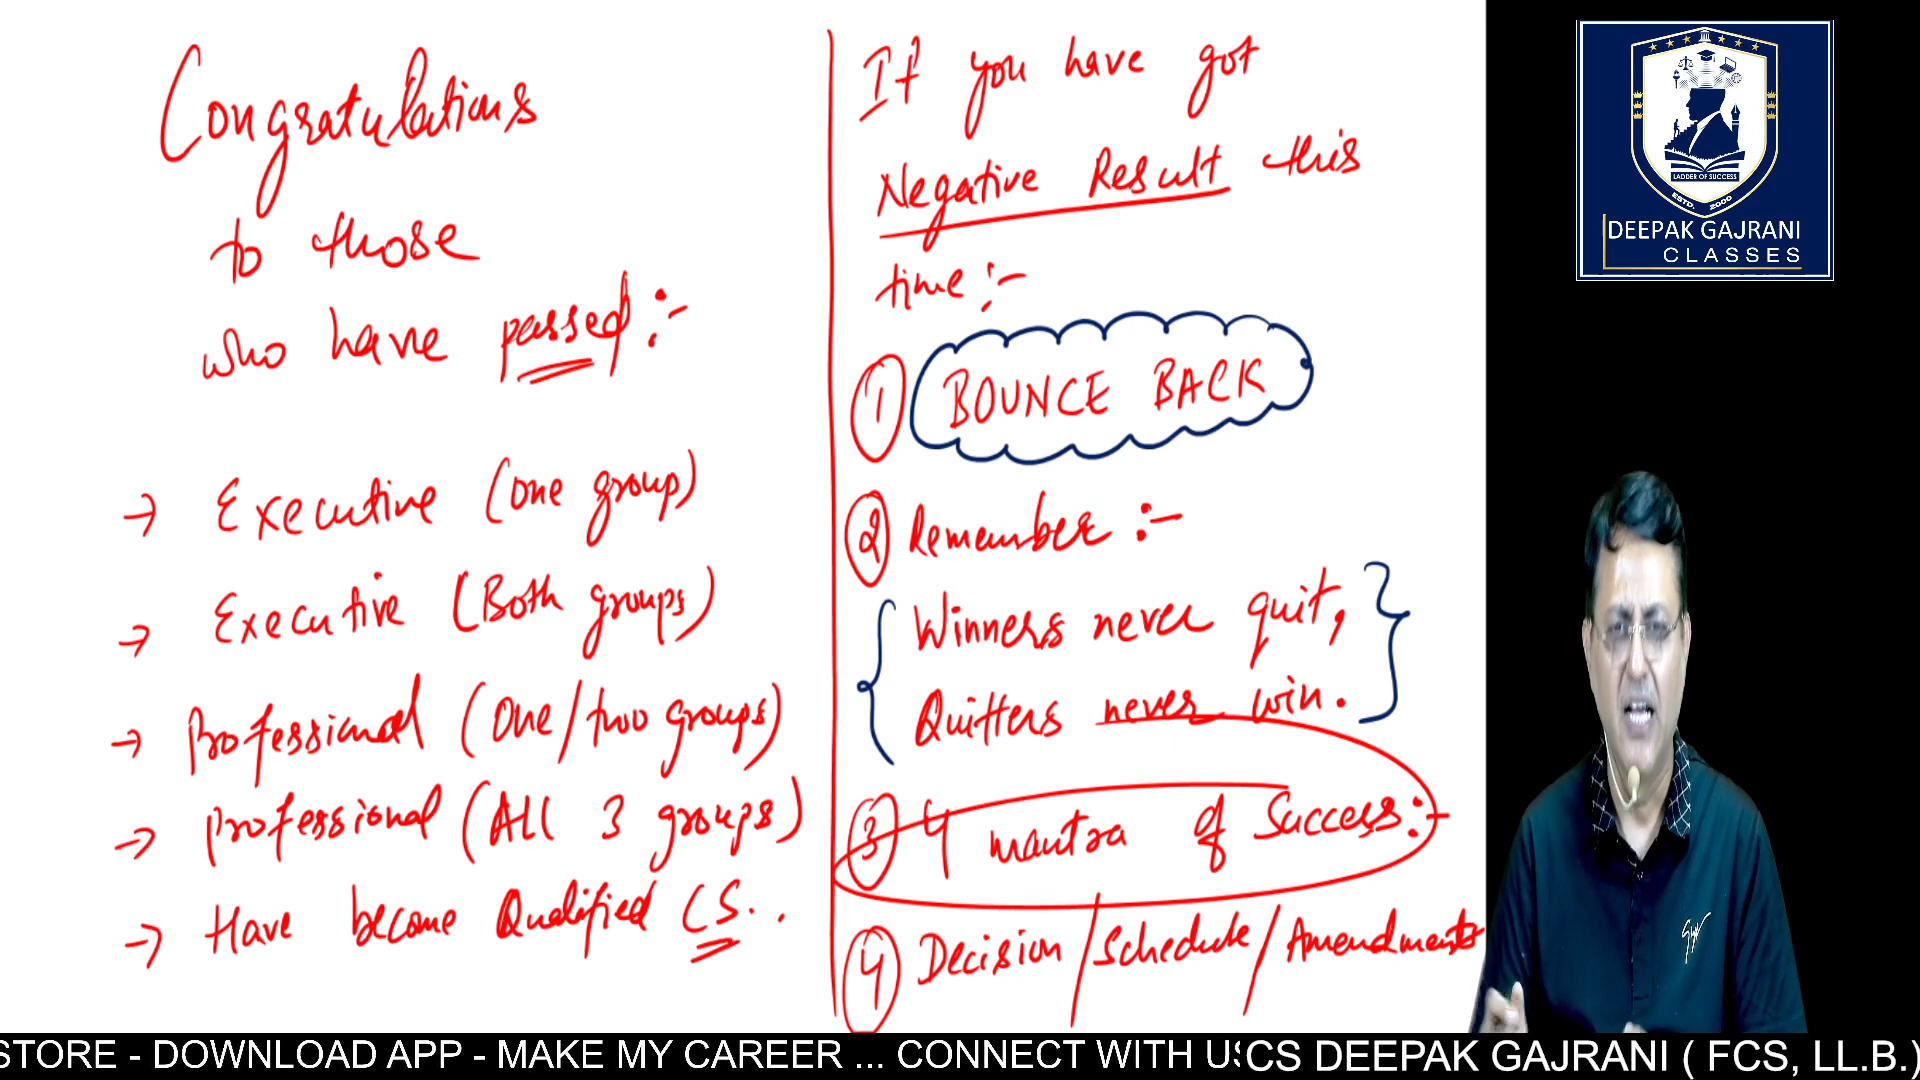 Congratulations
to those
who have passed :-
→ Executive (One group)
→ Executive (Both groups)
→ Professional (One/two groups)
→ Professional (All 3 groups)
→ Have become Qualified CS..
If you have got
Negative Result this
time :-
① BOUNCE BACK
② Remember :-
{ Winners never quit, }
Quitters never win.
③ 4 mantra of Success :-
④ Decision / Schedule / Amendments
LADDER OF SUCCESS
ESTD. 2000
DEEPAK GAJRANI
CLASSES
STORE - DOWNLOAD APP - MAKE MY CAREER ... CONNECT WITH US
CS DEEPAK GAJRANI ( FCS, LL.B.)